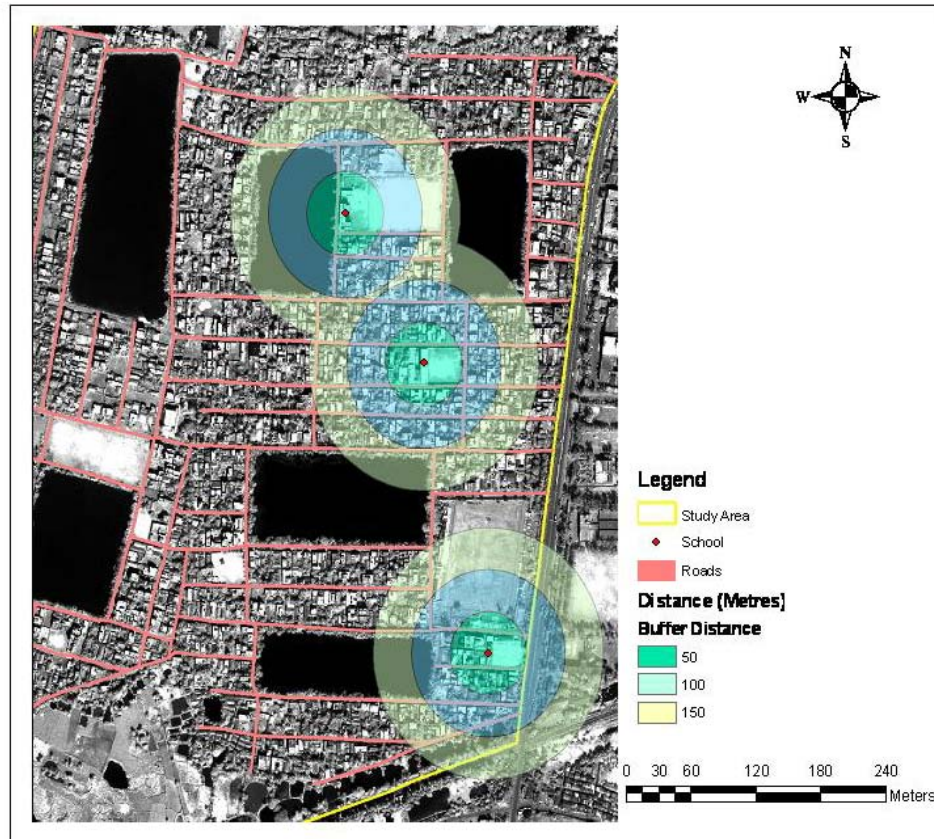 N
W
S
Legend
Study Area
School
Roads
Distance (Metres)
Buffer Distance
50
100
150
0 30 60 120 180 240
Meters